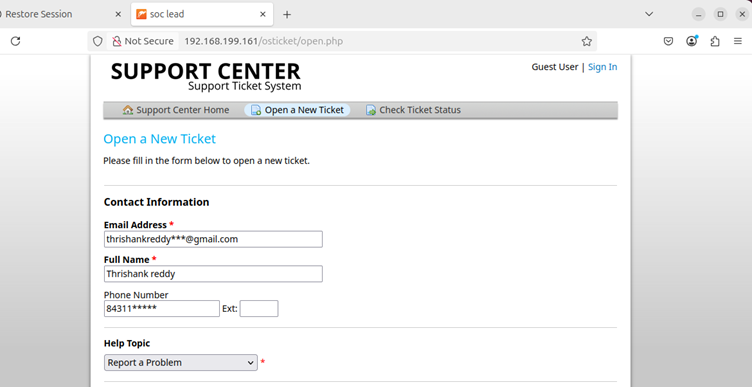 Restore Session
soc lead
Not Secure 192.168.199.161/osticket/open.php
SUPPORT CENTER
Support Ticket System
Guest User | Sign In
Support Center Home Open a New Ticket Check Ticket Status
Open a New Ticket
Please fill in the form below to open a new ticket.
Contact Information
Email Address *
thrishankreddy***@gmail.com
Full Name *
Thrishank reddy
Phone Number
84311***** Ext:
Help Topic
Report a Problem *